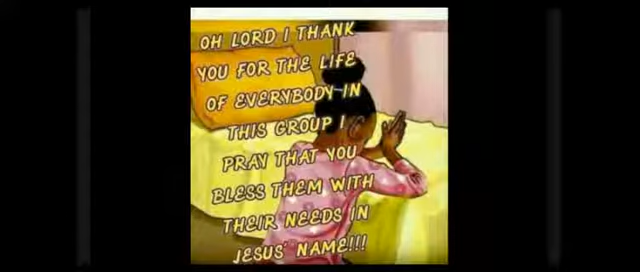 OH LORD I THANK
YOU FOR THE LIFE
OF EVERYBODY IN
THIS GROUP I
PRAY THAT YOU
BLESS THEM WITH
THEIR NEEDS IN
JESUS' NAME!!!